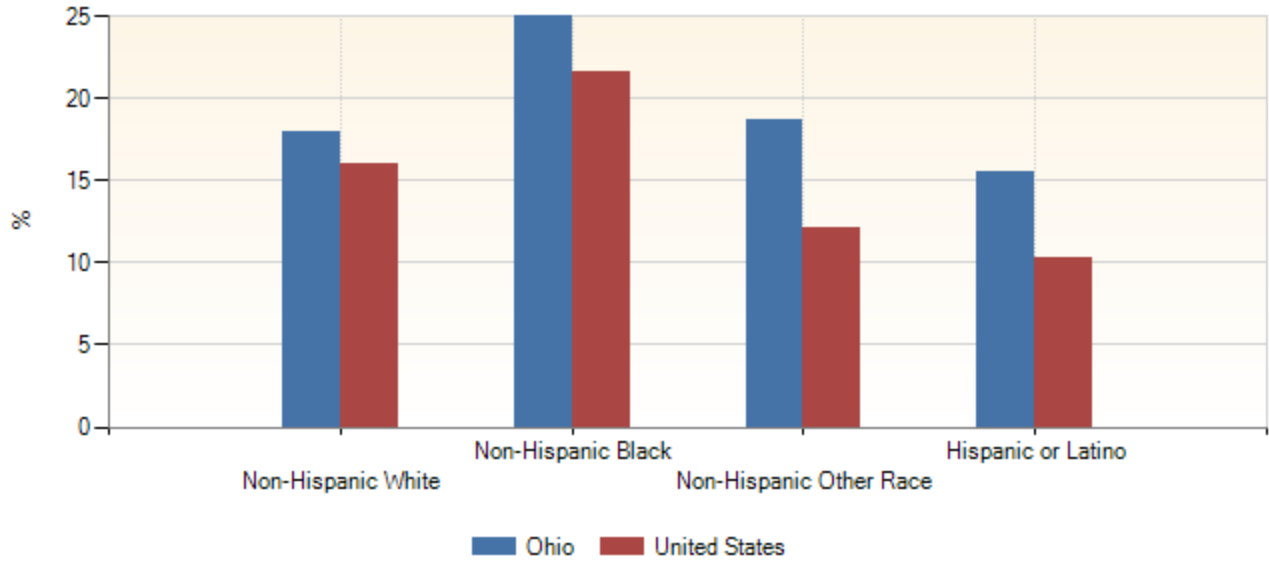 25
20
15
10
5
0
%
Non-Hispanic White
Non-Hispanic Black
Non-Hispanic Other Race
Hispanic or Latino
Ohio
United States